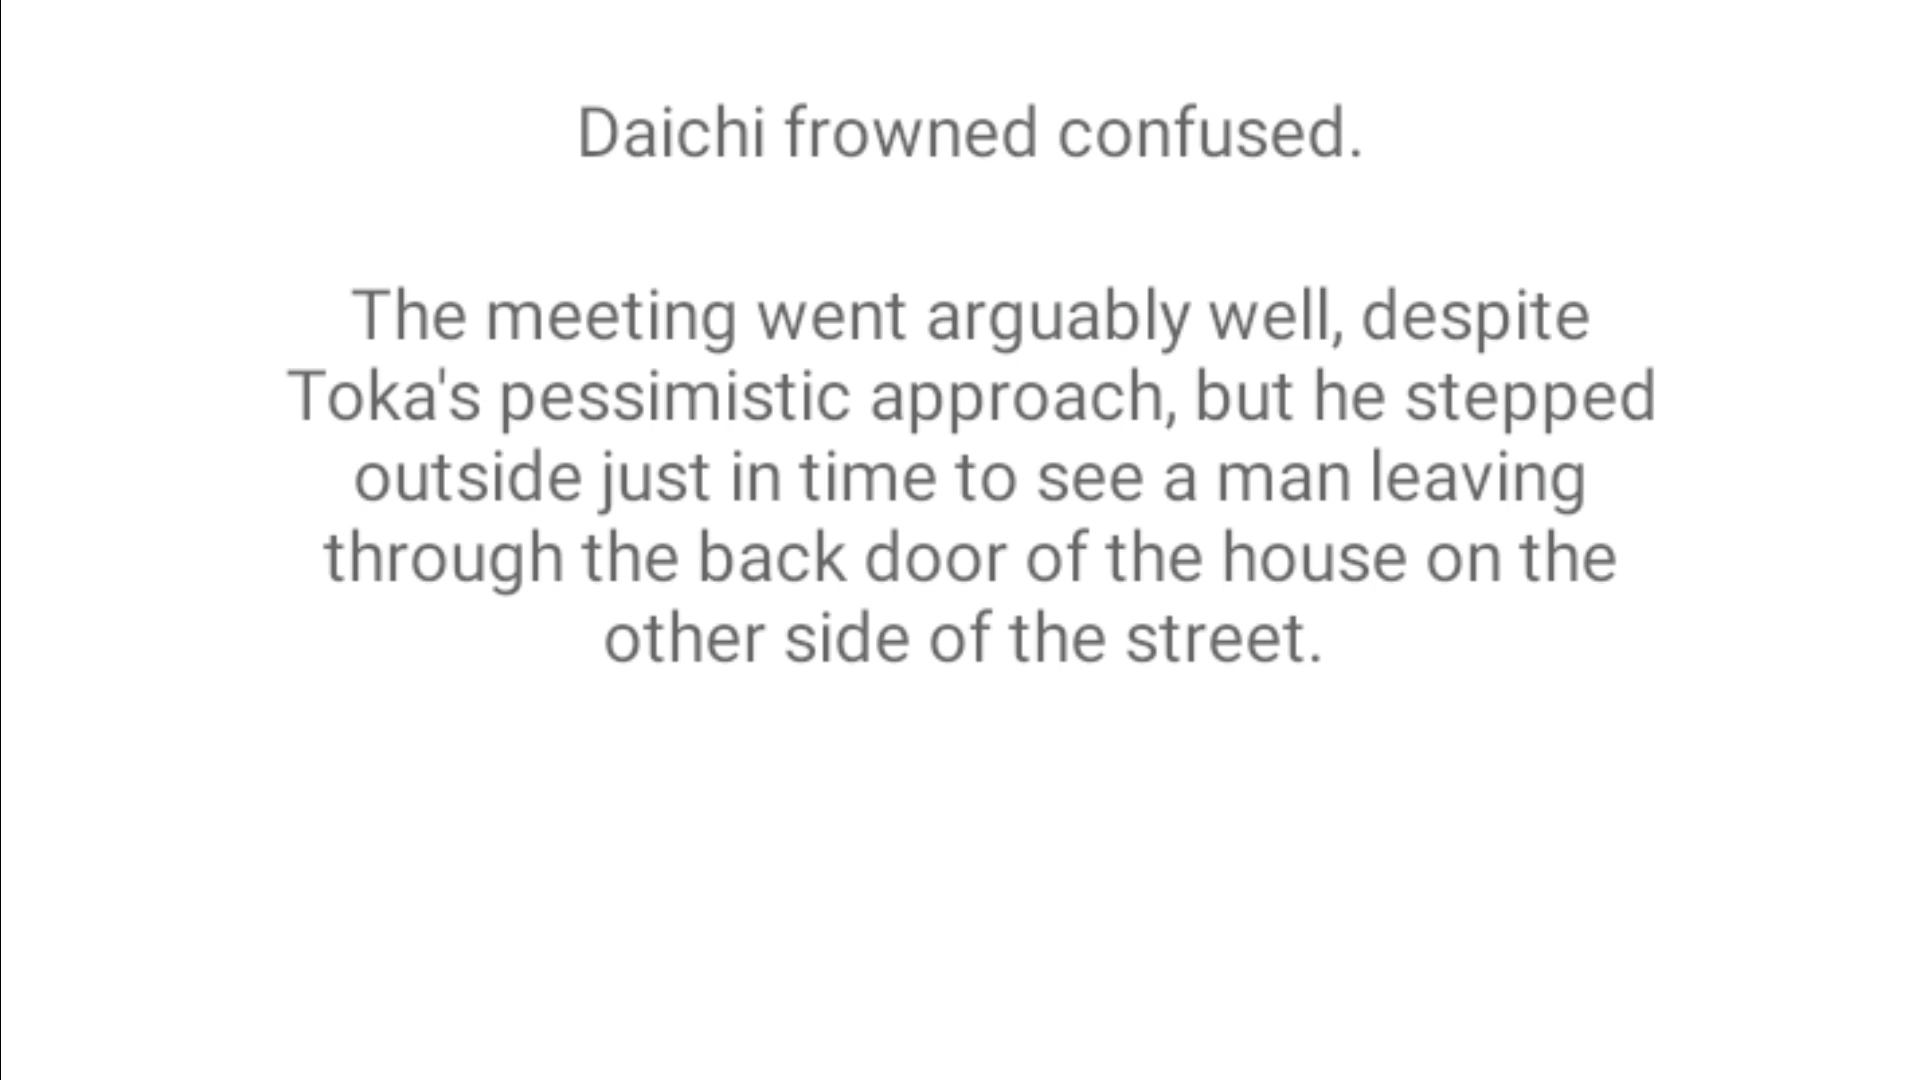 Daichi frowned confused.
The meeting went arguably well, despite
Toka's pessimistic approach, but he stepped
outside just in time to see a man leaving
through the back door of the house on the
other side of the street.